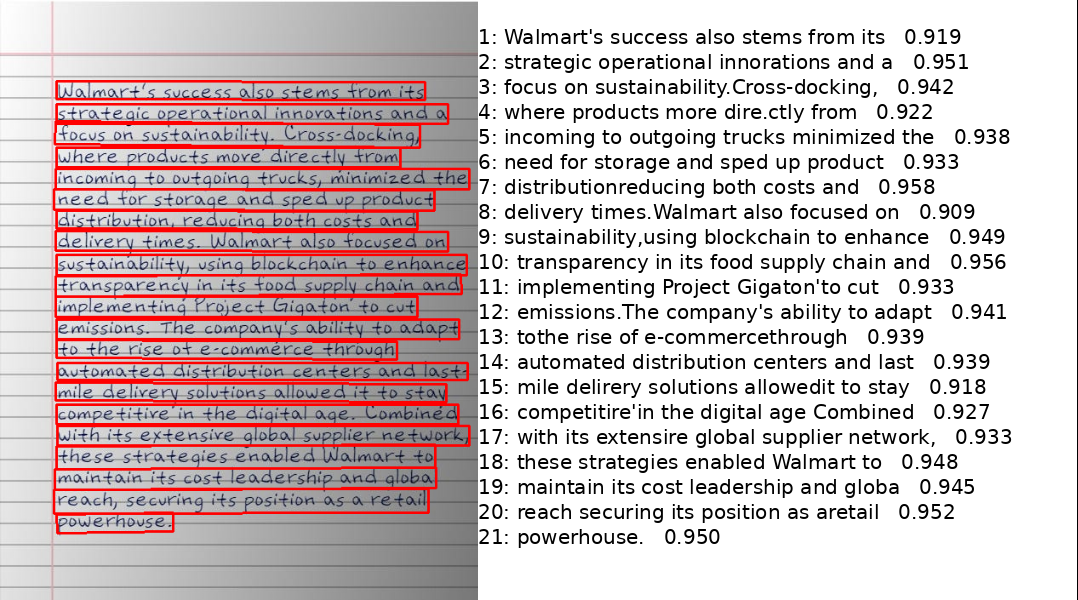 Walmart's success also stems from its
strategic operational innovations and a
focus on sustainability. Cross-docking,
where products move directly from
incoming to outgoing trucks, minimized the
need for storage and sped up product
distribution, reducing both costs and
delivery times. Walmart also focused on
sustainability, using blockchain to enhance
transparency in its food supply chain and
implementing Project Gigaton to cut
emissions. The company's ability to adapt
to the rise of e-commerce through
automated distribution centers and last-
mile delivery solutions allowed it to stay
competitive in the digital age. Combined
with its extensive global supplier network,
these strategies enabled Walmart to
maintain its cost leadership and globa
reach, securing its position as a retail
powerhouse.
1: Walmart's success also stems from its 0.919
2: strategic operational innorations and a 0.951
3: focus on sustainability.Cross-docking, 0.942
4: where products more dire.ctly from 0.922
5: incoming to outgoing trucks minimized the 0.938
6: need for storage and sped up product 0.933
7: distributionreducing both costs and 0.958
8: delivery times.Walmart also focused on 0.909
9: sustainability,using blockchain to enhance 0.949
10: transparency in its food supply chain and 0.956
11: implementing Project Gigaton'to cut 0.933
12: emissions.The company's ability to adapt 0.941
13: tothe rise of e-commercethrough 0.939
14: automated distribution centers and last 0.939
15: mile delirery solutions allowedit to stay 0.918
16: competitire'in the digital age Combined 0.927
17: with its extensire global supplier network, 0.933
18: these strategies enabled Walmart to 0.948
19: maintain its cost leadership and globa 0.945
20: reach securing its position as aretail 0.952
21: powerhouse. 0.950